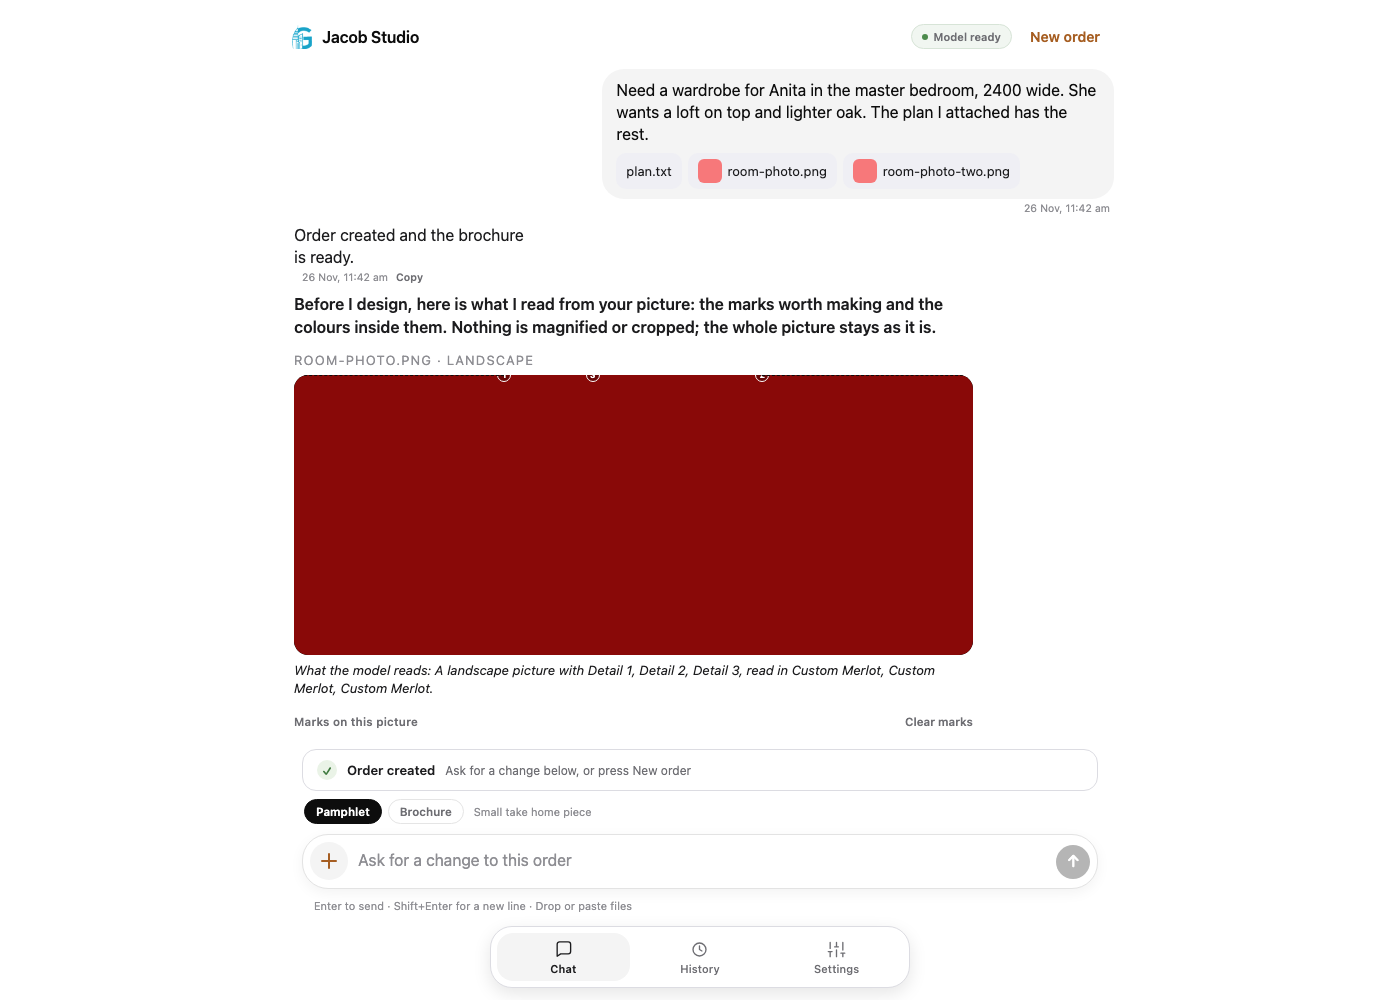 Jacob Studio
Model ready
New order
Need a wardrobe for Anita in the master bedroom, 2400 wide. She
wants a loft on top and lighter oak. The plan I attached has the
rest.
plan.txt
room-photo.png
room-photo-two.png
26 Nov, 11:42 am
Order created and the brochure
is ready.
26 Nov, 11:42 am Copy
Before I design, here is what I read from your picture: the marks worth making and the
colours inside them. Nothing is magnified or cropped; the whole picture stays as it is.
ROOM-PHOTO.PNG · LANDSCAPE
What the model reads: A landscape picture with Detail 1, Detail 2, Detail 3, read in Custom Merlot, Custom
Merlot, Custom Merlot.
Marks on this picture
Clear marks
Order created Ask for a change below, or press New order
Pamphlet
Brochure
Small take home piece
Ask for a change to this order
Enter to send · Shift+Enter for a new line · Drop or paste files
Chat
History
Settings